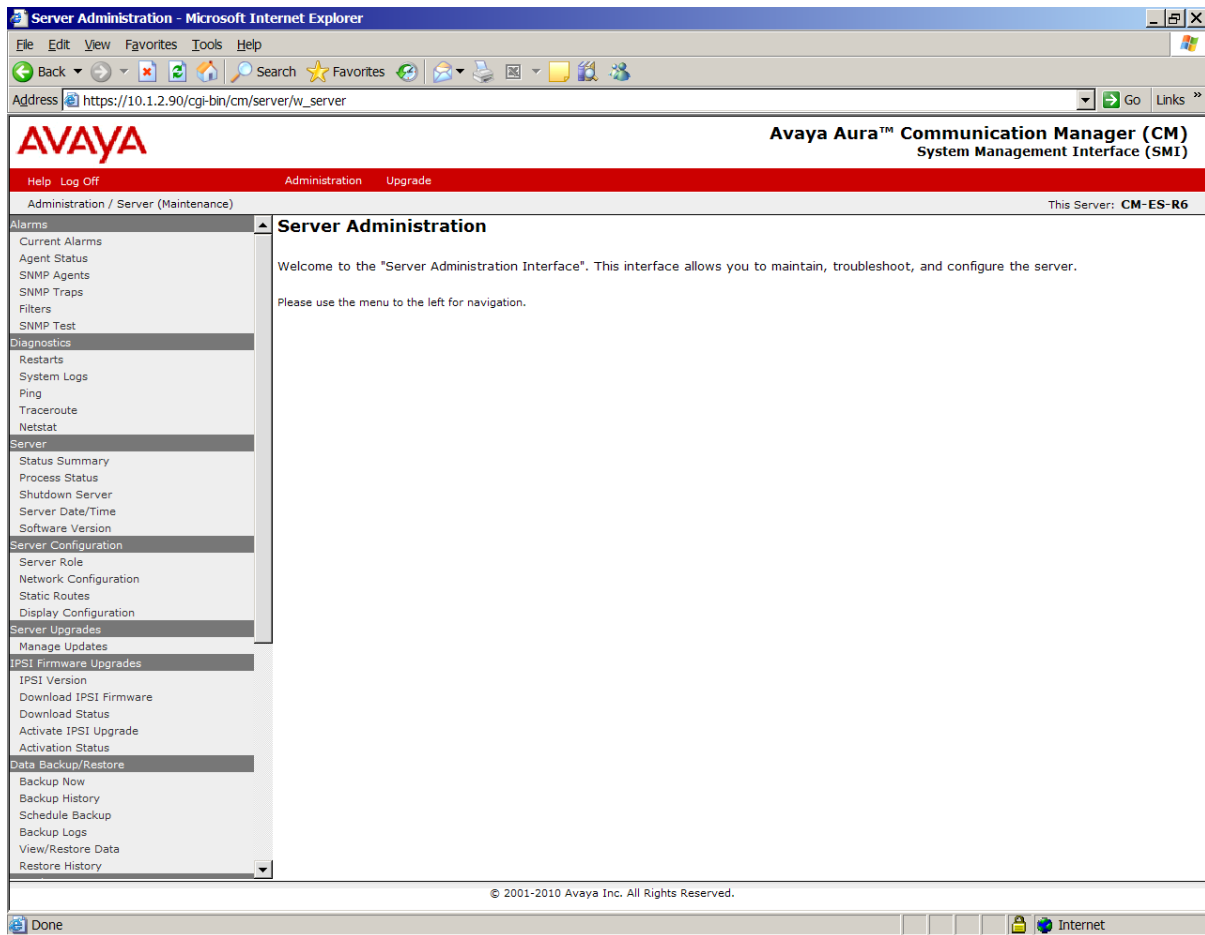 Server Administration - Microsoft Internet Explorer
File Edit View Favorites Tools Help
Back Search Favorites
Address https://10.1.2.90/cgi-bin/cm/server/w_server Go Links »
AVAYA
Avaya Aura™ Communication Manager (CM)
System Management Interface (SMI)
Help Log Off Administration Upgrade
Administration / Server (Maintenance) This Server: CM-ES-R6
Alarms
Current Alarms
Agent Status
SNMP Agents
SNMP Traps
Filters
SNMP Test
Diagnostics
Restarts
System Logs
Ping
Traceroute
Netstat
Server
Status Summary
Process Status
Shutdown Server
Server Date/Time
Software Version
Server Configuration
Server Role
Network Configuration
Static Routes
Display Configuration
Server Upgrades
Manage Updates
IPSI Firmware Upgrades
IPSI Version
Download IPSI Firmware
Download Status
Activate IPSI Upgrade
Activation Status
Data Backup/Restore
Backup Now
Backup History
Schedule Backup
Backup Logs
View/Restore Data
Restore History
Server Administration
Welcome to the "Server Administration Interface". This interface allows you to maintain, troubleshoot, and configure the server.
Please use the menu to the left for navigation.
© 2001-2010 Avaya Inc. All Rights Reserved.
Done Internet